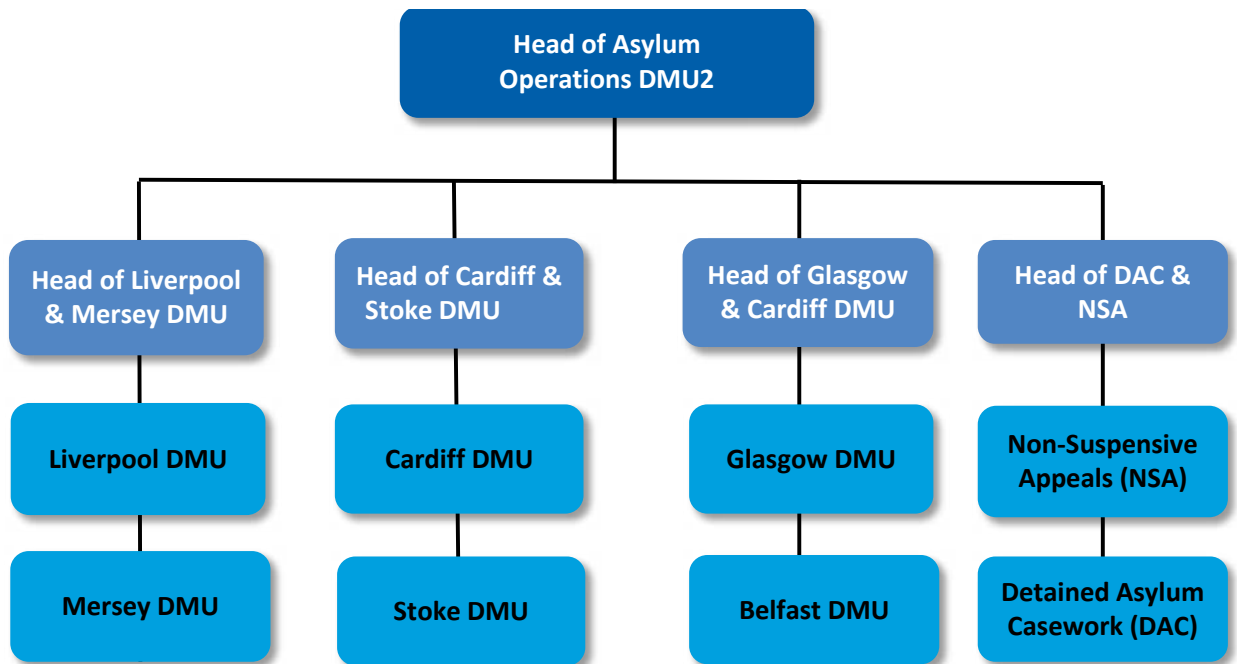 Head of Asylum
Operations DMU2
Head of Liverpool
& Mersey DMU
Head of Cardiff &
Stoke DMU
Head of Glasgow
& Cardiff DMU
Head of DAC &
NSA
Liverpool DMU
Cardiff DMU
Glasgow DMU
Non-Suspensive
Appeals (NSA)
Mersey DMU
Stoke DMU
Belfast DMU
Detained Asylum
Casework (DAC)